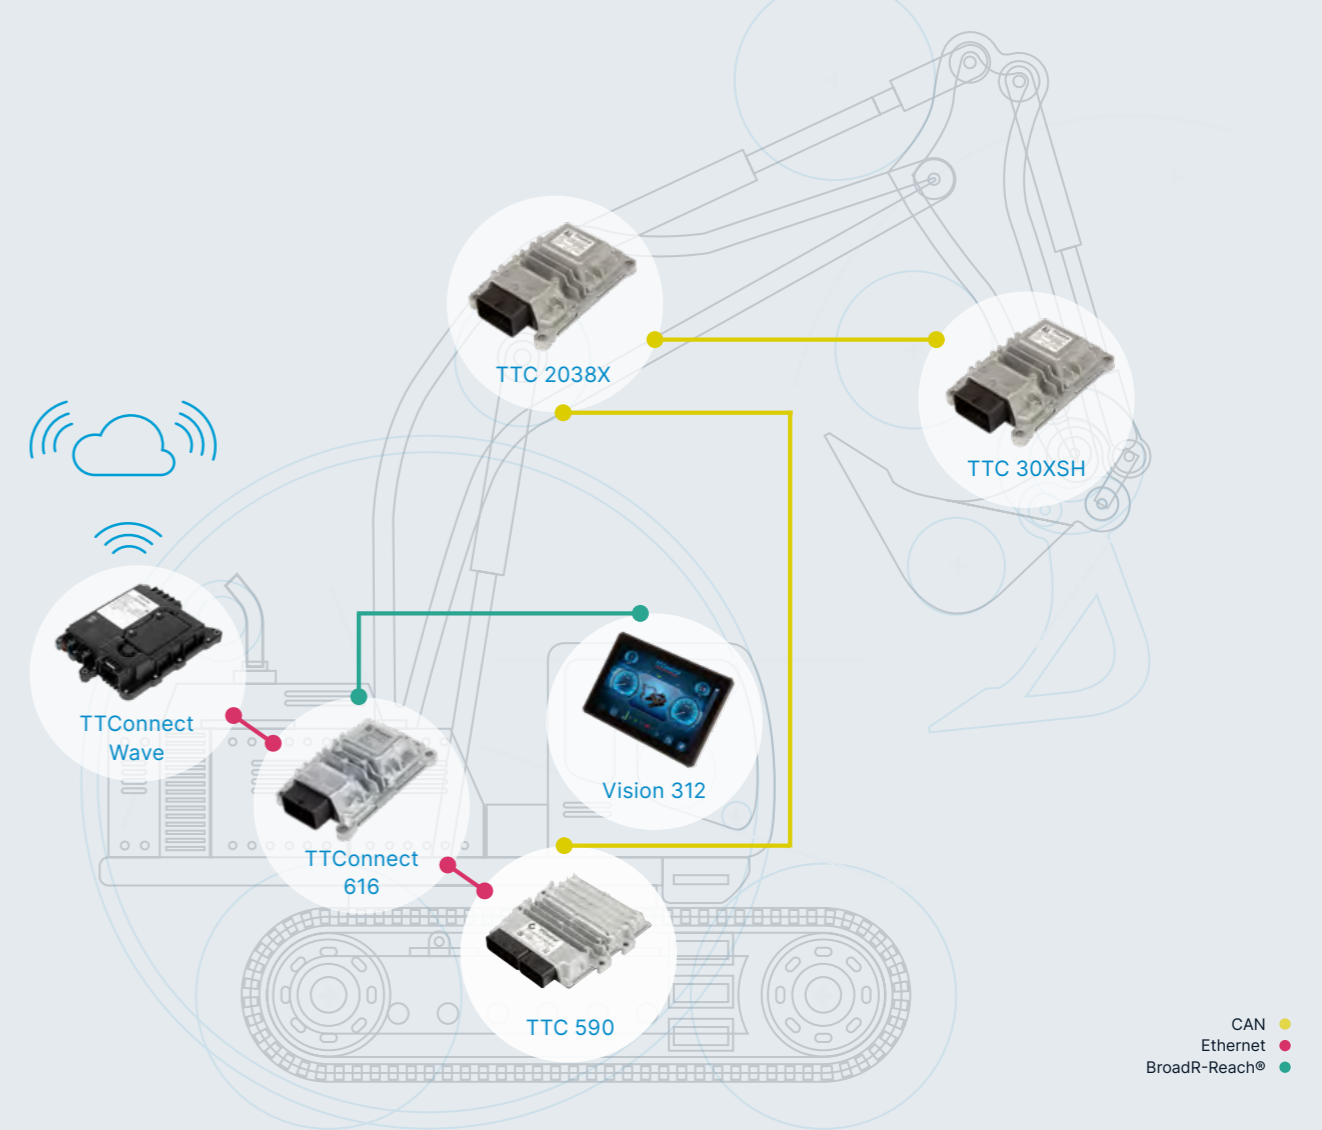 TTC 2038X
TTC 30XSH
TTConnect
Wave
Vision 312
TTConnect
616
TTC 590
CAN
Ethernet
BroadR-Reach®